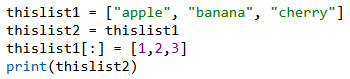 thislist1 = ["apple", "banana", "cherry"]
thislist2 = thislist1
thislist1[:] = [1,2,3]
print(thislist2)